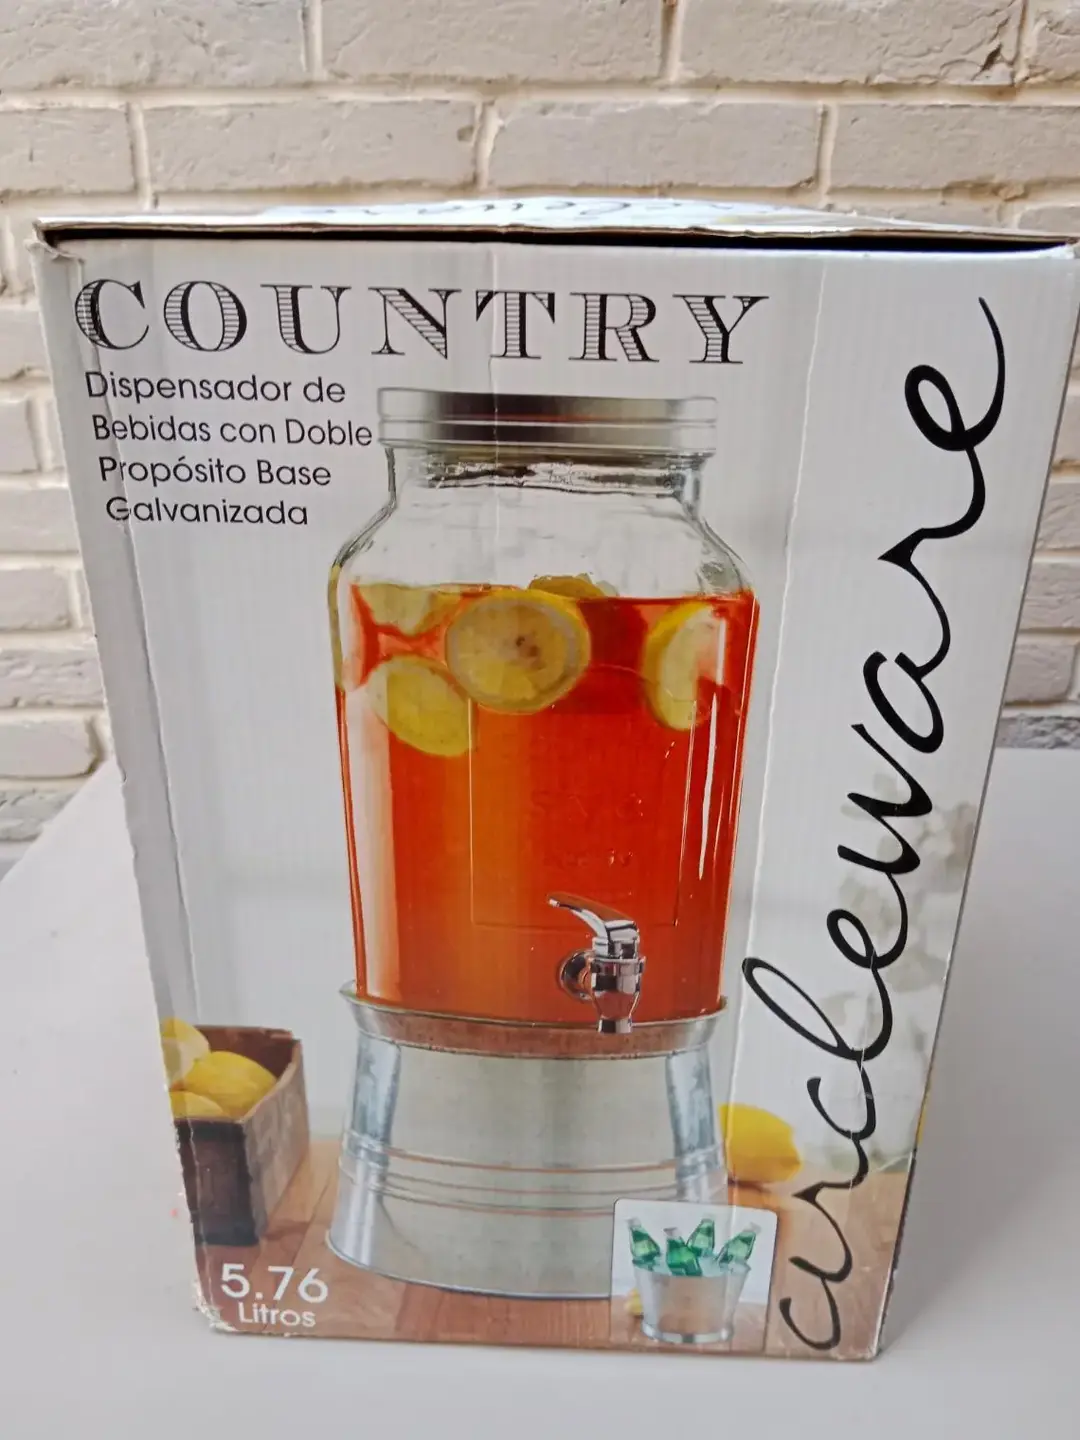 COUNTRY
Dispensador de
Bebidas con Doble
Propósito Base
Galvanizada
circleware
5.76
Litros